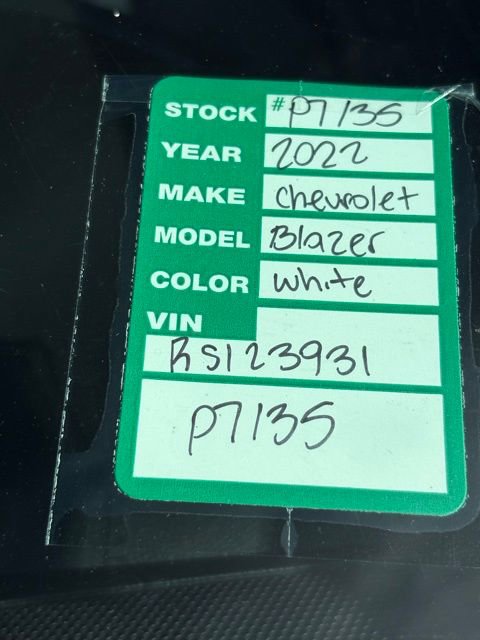 STOCK #P7135
YEAR 2022
MAKE Chevrolet
MODEL Blazer
COLOR White
VIN
RS123931
P7135